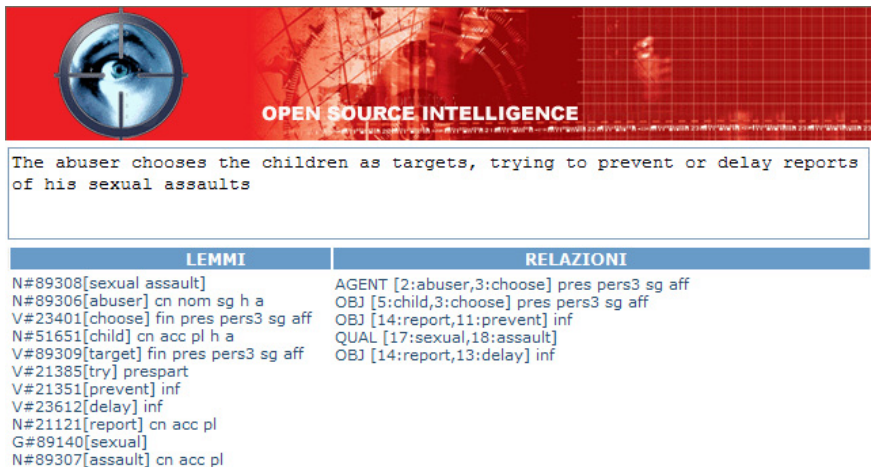 OPEN SOURCE INTELLIGENCE
The abuser chooses the children as targets, trying to prevent or delay reports
of his sexual assaults
LEMMI
RELAZIONI
N#89308[sexual assault]
N#89306[abuser] cn nom sg h a
V#23401[choose] fin pres pers3 sg aff
N#51651[child] cn acc pl h a
V#89309[target] fin pres pers3 sg aff
V#21385[try] prespart
V#21351[prevent] inf
V#23612[delay] inf
N#21121[report] cn acc pl
G#89140[sexual]
N#89307[assault] cn acc pl
AGENT [2:abuser,3:choose] pres pers3 sg aff
OBJ [5:child,3:choose] pres pers3 sg aff
OBJ [14:report,11:prevent] inf
QUAL [17:sexual,18:assault]
OBJ [14:report,13:delay] inf